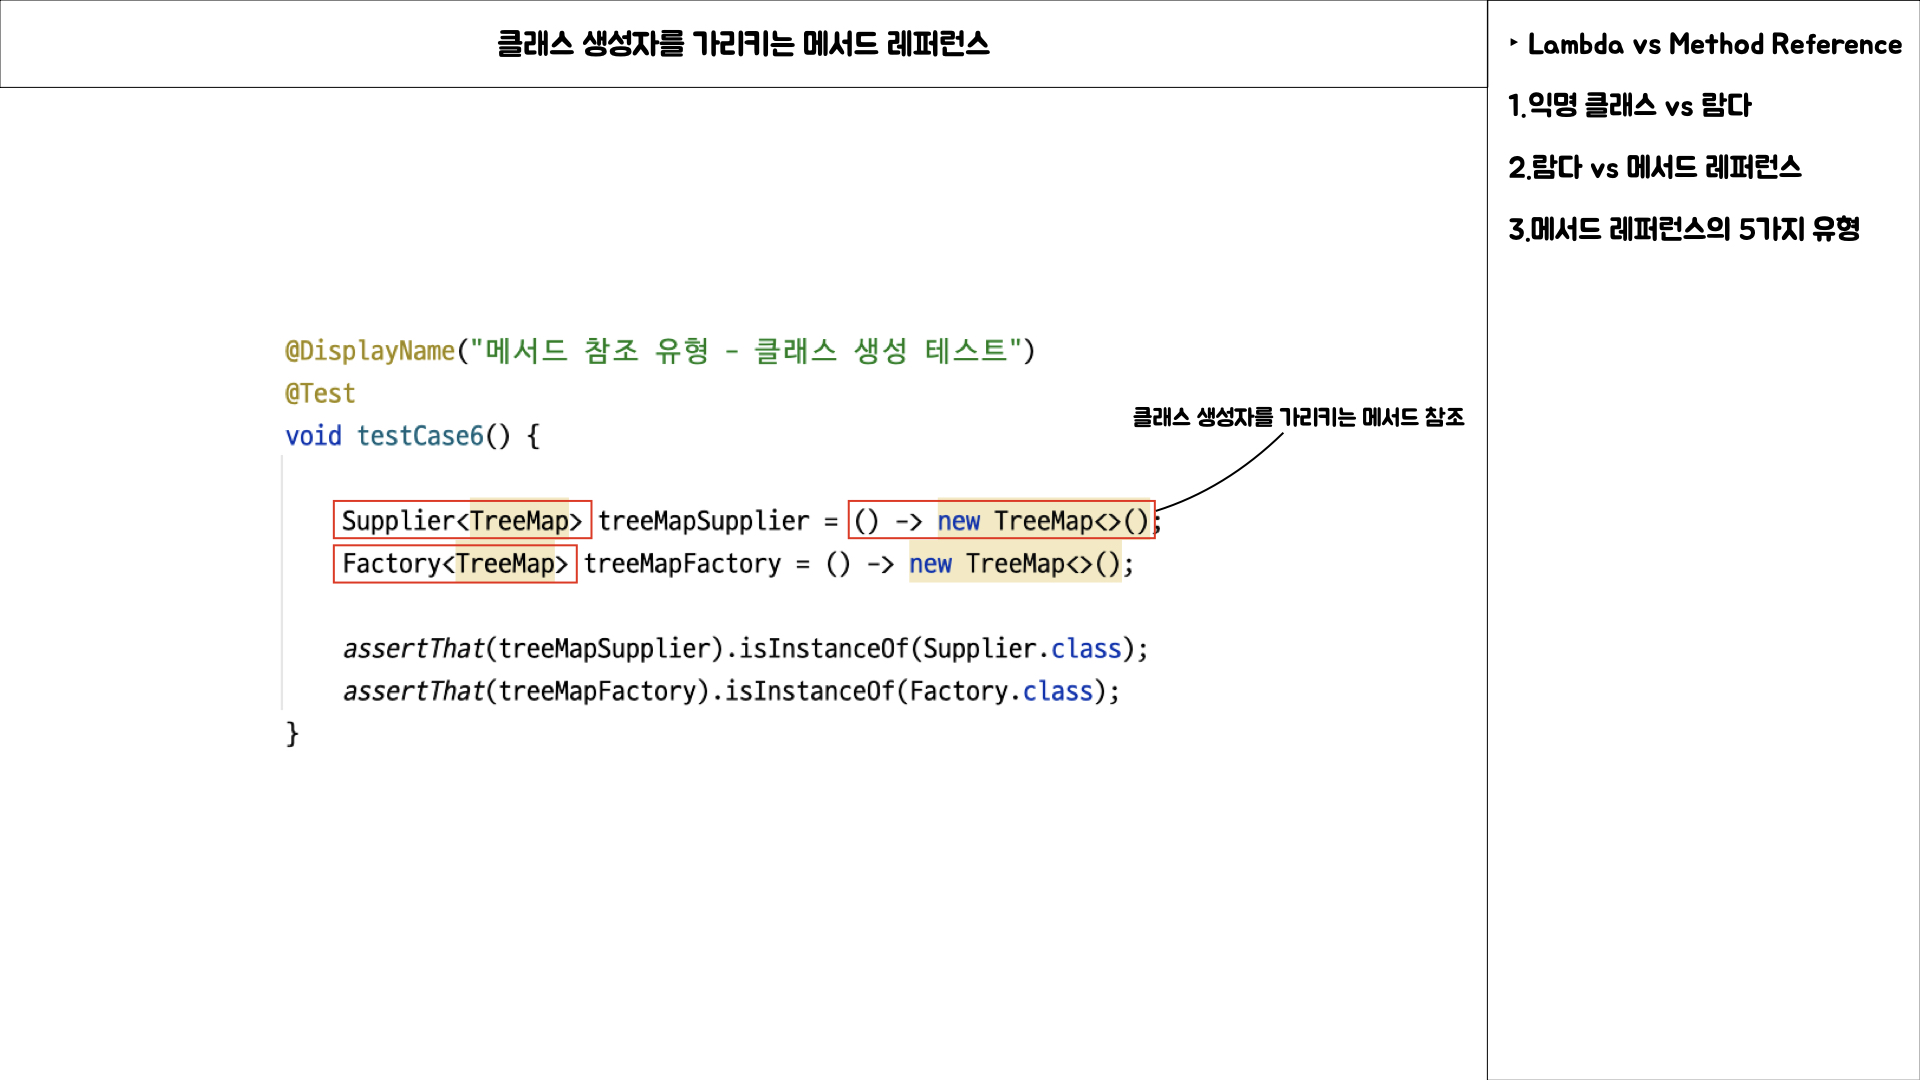 클래스 생성자를 가리키는 메서드 레퍼런스
‣ Lambda vs Method Reference
1.익명 클래스 vs 람다
2.람다 vs 메서드 레퍼런스
3.메서드 레퍼런스의 5가지 유형
@DisplayName("메서드 참조 유형 - 클래스 생성 테스트")
@Test
void testCase6() {
클래스 생성자를 가리키는 메서드 참조
Supplier<TreeMap> treeMapSupplier = () -> new TreeMap<>();
Factory<TreeMap> treeMapFactory = () -> new TreeMap<>();
assertThat(treeMapSupplier).isInstanceOf(Supplier.class);
assertThat(treeMapFactory).isInstanceOf(Factory.class);
}